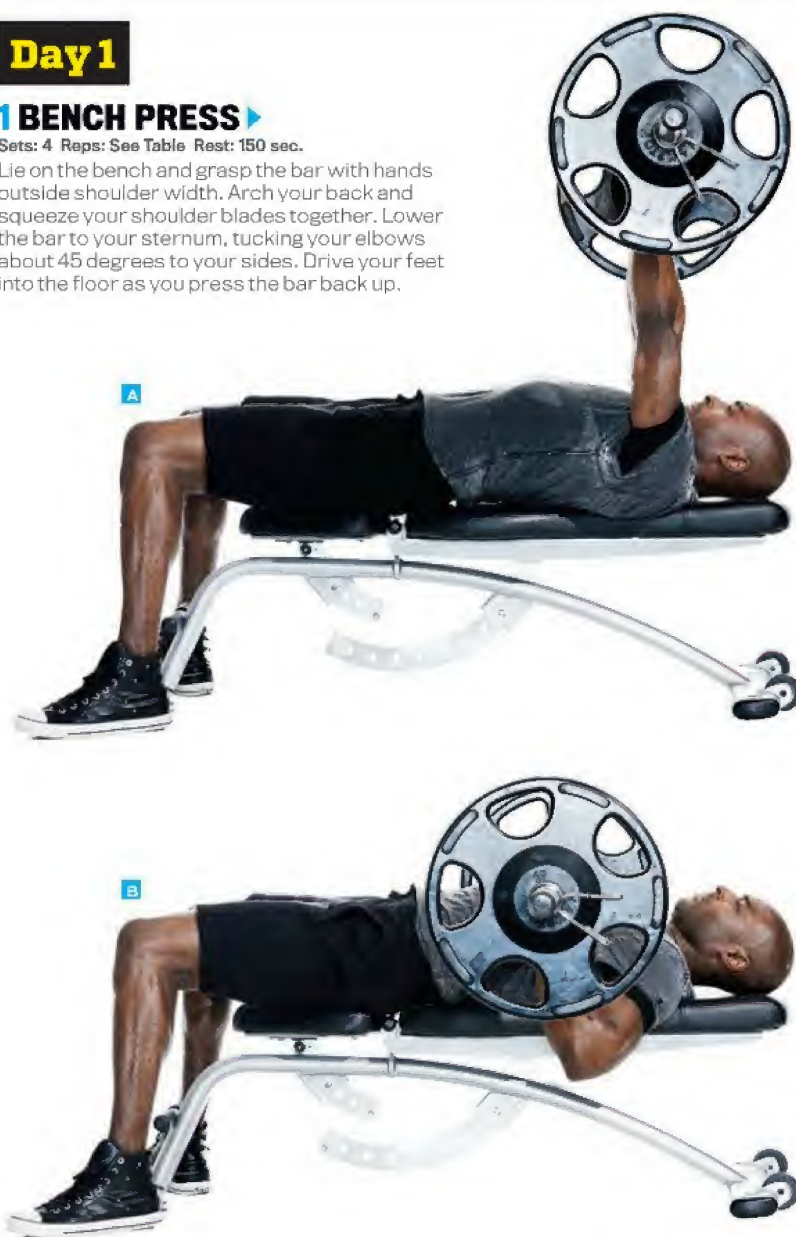 Day 1
1 BENCH PRESS
Sets: 4 Reps: See Table Rest: 150 sec.
Lie on the bench and grasp the bar with hands
outside shoulder width. Arch your back and
squeeze your shoulder blades together. Lower
the bar to your sternum, tucking your elbows
about 45 degrees to your sides. Drive your feet
into the floor as you press the bar back up.
A
B